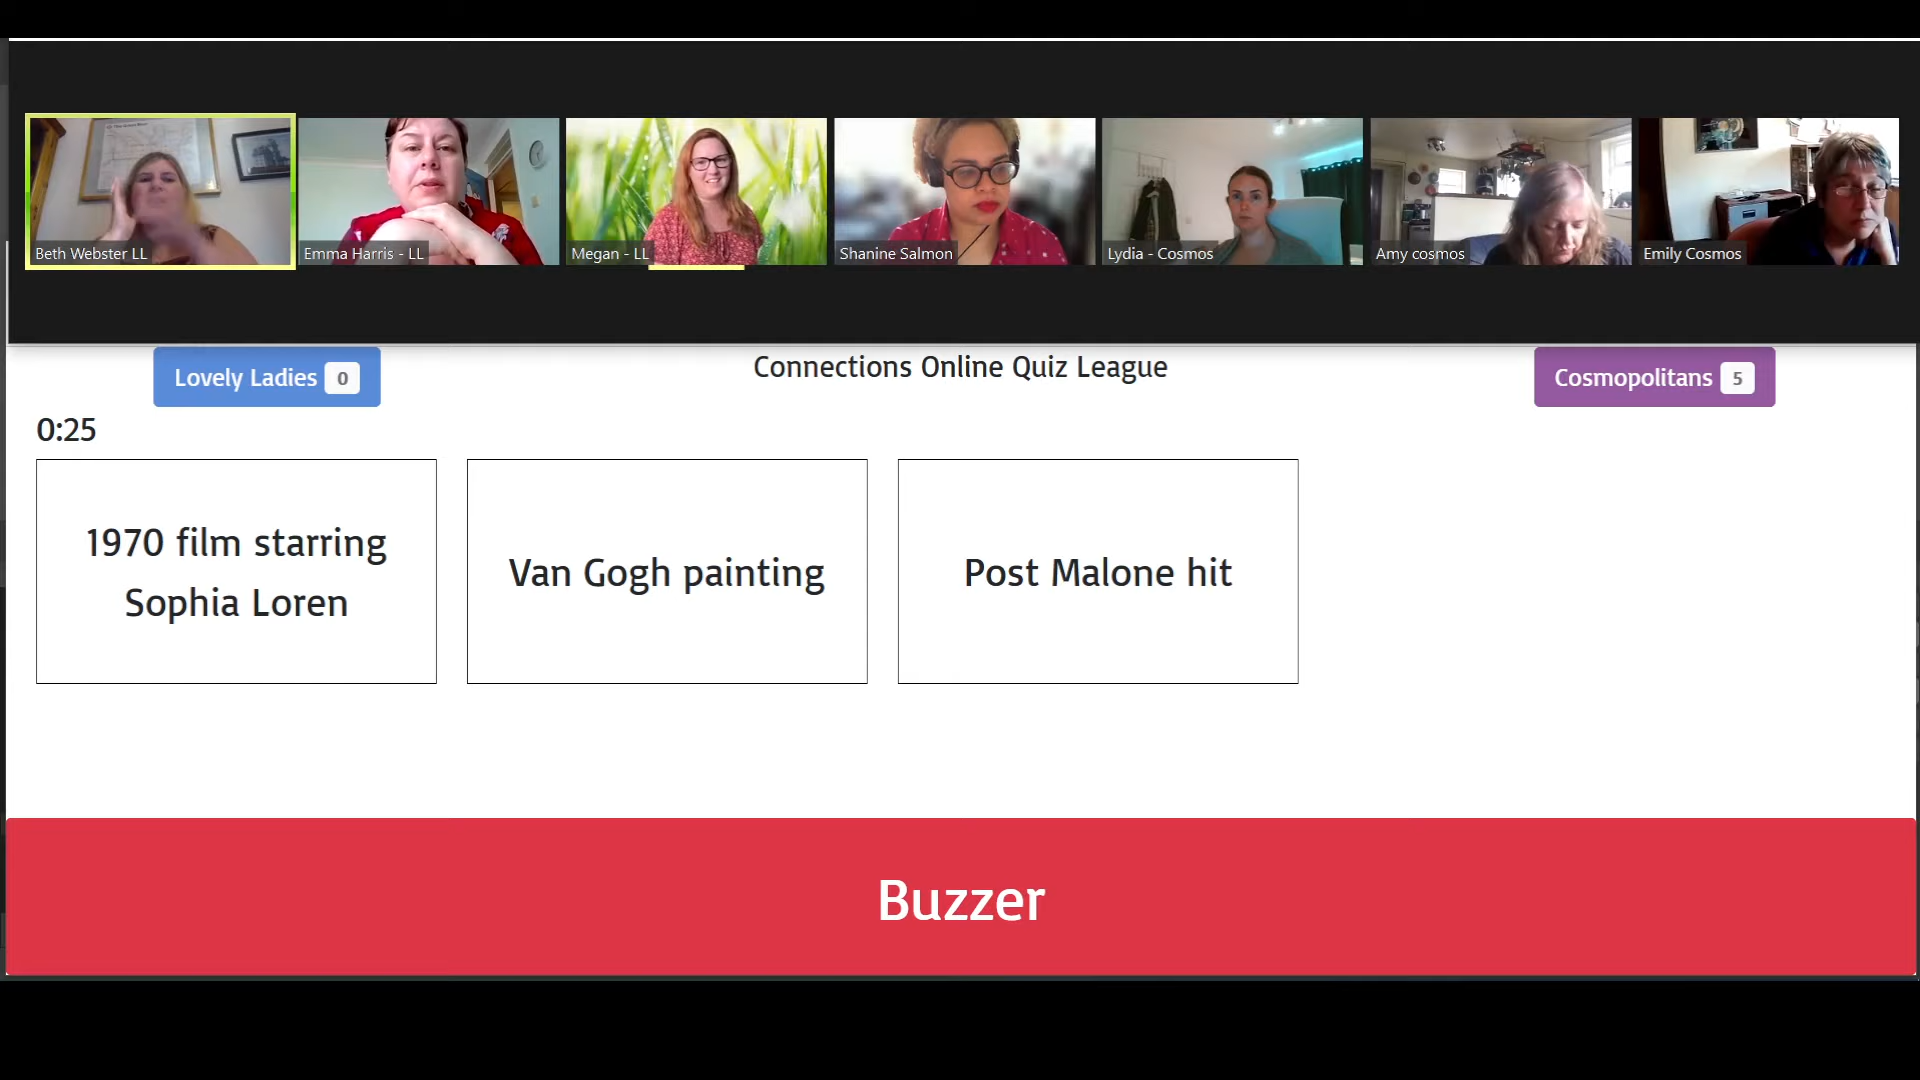 Beth Webster LL
Emma Harris - LL
Megan - LL
Shanine Salmon
Lydia - Cosmos
Amy cosmos
Emily Cosmos
Lovely Ladies 0
Connections Online Quiz League
Cosmopolitans 5
0:25
1970 film starring
Sophia Loren
Van Gogh painting
Post Malone hit
Buzzer